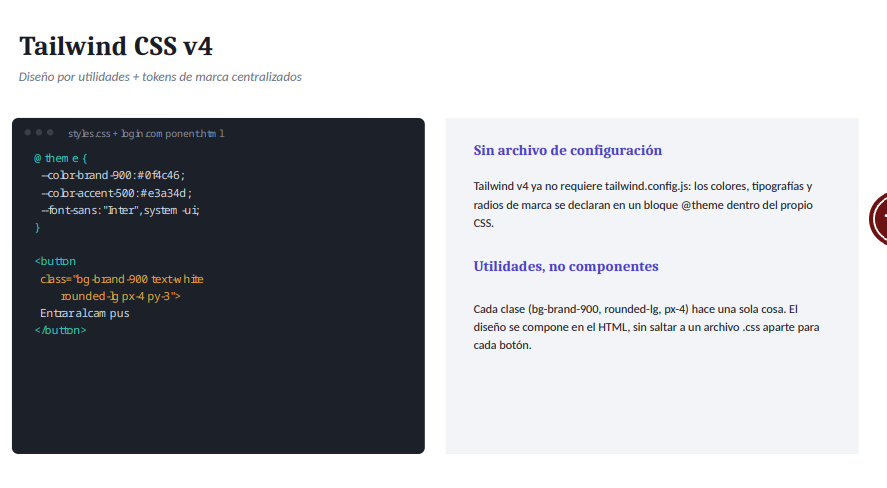 Tailwind CSS v4
Diseño por utilidades + tokens de marca centralizados
styles.css + login.component.html
@theme {
--color-brand-900: #0f4c46;
--color-accent-500: #e3a34d;
--font-sans: "Inter", system-ui;
}
<button
class="bg-brand-900 text-white
rounded-lg px-4 py-3">
Entrar al campus
</button>
Sin archivo de configuración
Tailwind v4 ya no requiere tailwind.config.js: los colores, tipografías y
radios de marca se declaran en un bloque @theme dentro del propio
CSS.
Utilidades, no componentes
Cada clase (bg-brand-900, rounded-lg, px-4) hace una sola cosa. El
diseño se compone en el HTML, sin saltar a un archivo .css aparte para
cada botón.